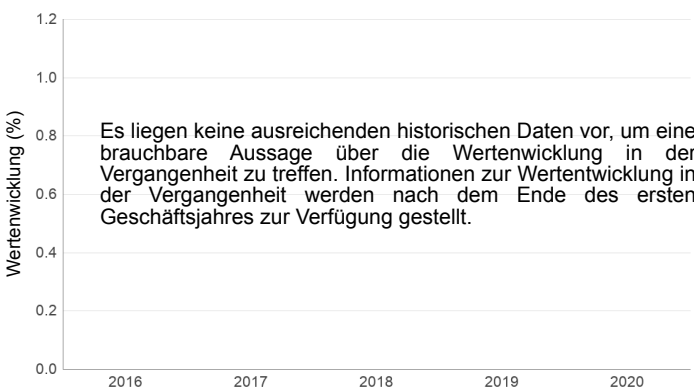 1.2
1.0
0.8
0.6
0.4
0.2
0.0
Wertenwicklung (%)
Es liegen keine ausreichenden historischen Daten vor, um eine
brauchbare Aussage über die Wertenwicklung in der
Vergangenheit zu treffen. Informationen zur Wertentwicklung in
der Vergangenheit werden nach dem Ende des ersten
Geschäftsjahres zur Verfügung gestellt.
2016 2017 2018 2019 2020